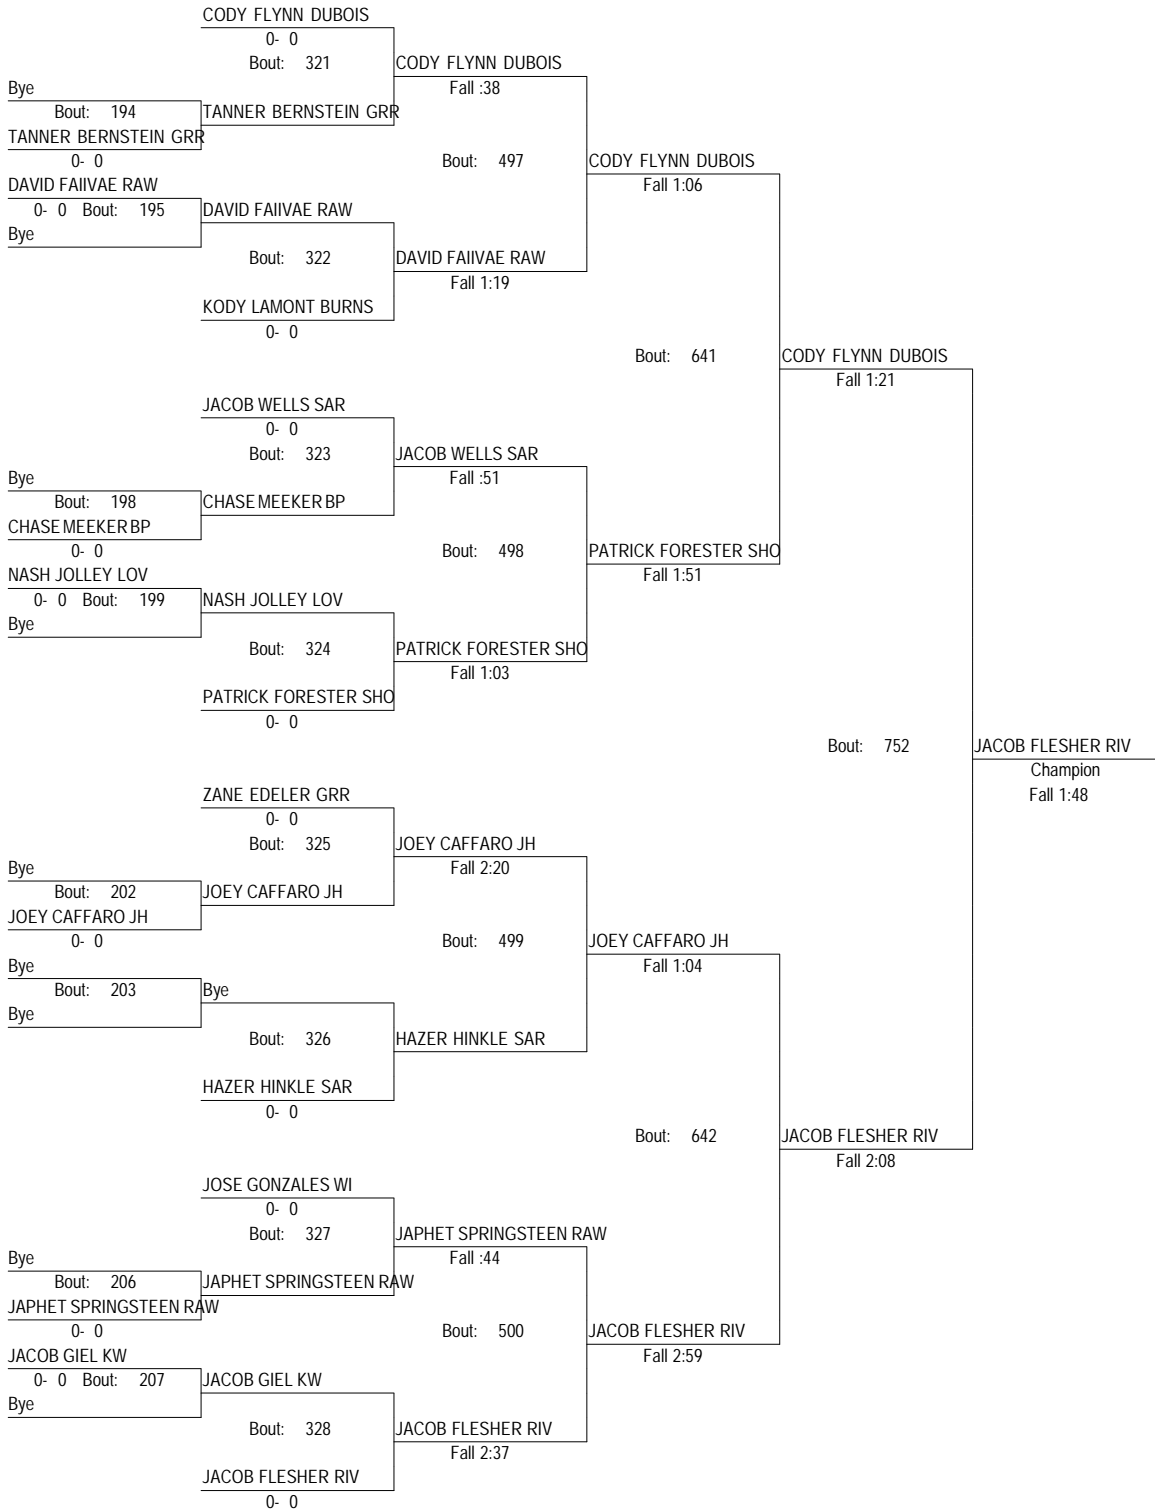 CODY FLYNN DUBOIS
0- 0
Bout: 321
CODY FLYNN DUBOIS
Fall :38
Bye
Bout: 194
TANNER BERNSTEIN GRR
TANNER BERNSTEIN GRR
0- 0
Bout: 497
CODY FLYNN DUBOIS
Fall 1:06
DAVID FAIIVAE RAW
0- 0 Bout: 195
DAVID FAIIVAE RAW
Bye
Bout: 322
DAVID FAIIVAE RAW
Fall 1:19
KODY LAMONT BURNS
0- 0
Bout: 641
CODY FLYNN DUBOIS
Fall 1:21
JACOB WELLS SAR
0- 0
Bout: 323
JACOB WELLS SAR
Fall :51
Bye
Bout: 198
CHASE MEEKER BP
CHASE MEEKER BP
0- 0
Bout: 498
PATRICK FORESTER SHO
Fall 1:51
NASH JOLLEY LOV
0- 0 Bout: 199
NASH JOLLEY LOV
Bye
Bout: 324
PATRICK FORESTER SHO
Fall 1:03
PATRICK FORESTER SHO
0- 0
Bout: 752
JACOB FLESHER RIV
Champion
Fall 1:48
ZANE EDELER GRR
0- 0
Bout: 325
JOEY CAFFARO JH
Fall 2:20
Bye
Bout: 202
JOEY CAFFARO JH
JOEY CAFFARO JH
0- 0
Bout: 499
JOEY CAFFARO JH
Fall 1:04
Bye
Bout: 203
Bye
Bye
Bout: 326
HAZER HINKLE SAR
HAZER HINKLE SAR
0- 0
Bout: 642
JACOB FLESHER RIV
Fall 2:08
JOSE GONZALES WI
0- 0
Bout: 327
JAPHET SPRINGSTEEN RAW
Fall :44
Bye
Bout: 206
JAPHET SPRINGSTEEN RAW
JAPHET SPRINGSTEEN RAW
0- 0
Bout: 500
JACOB FLESHER RIV
Fall 2:59
JACOB GIEL KW
0- 0 Bout: 207
JACOB GIEL KW
Bye
Bout: 328
JACOB FLESHER RIV
Fall 2:37
JACOB FLESHER RIV
0- 0